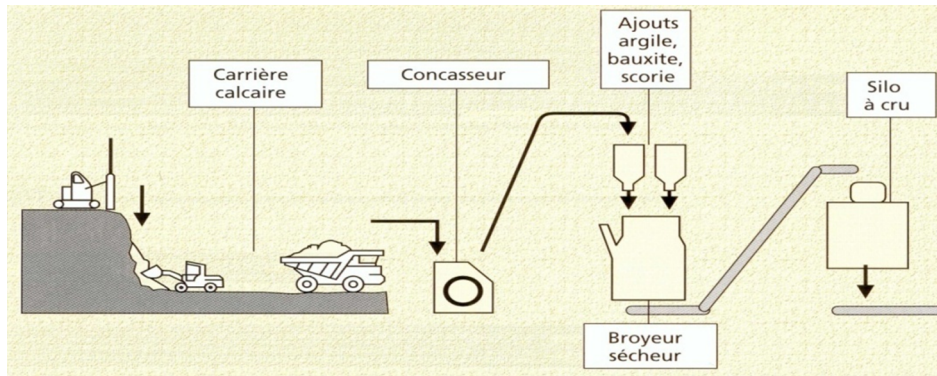 Carrière
calcaire
Concasseur
Ajouts
argile,
bauxite,
scorie
Silo
à cru
Broyeur
sécheur